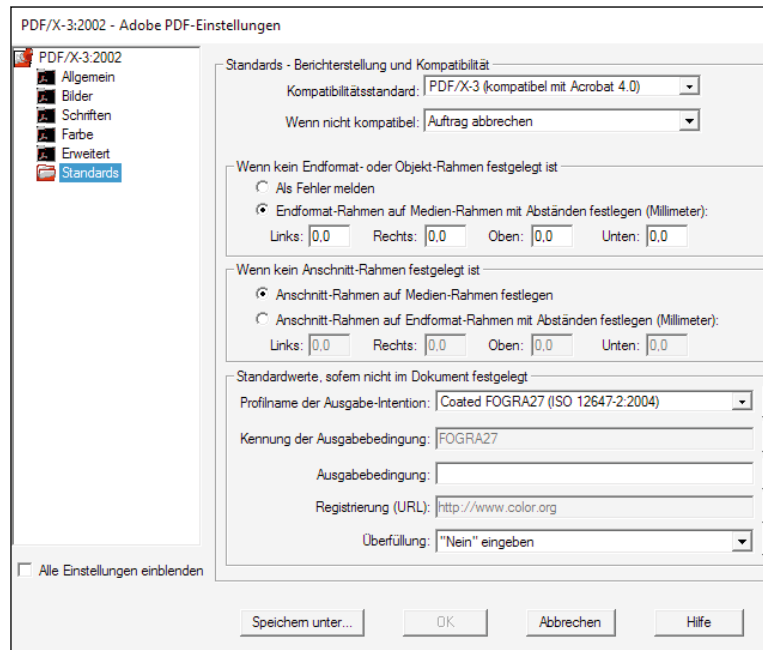 PDF/X-3:2002 - Adobe PDF-Einstellungen
PDF/X-3:2002
Allgemein
Bilder
Schriften
Farbe
Erweitert
Standards
Alle Einstellungen einblenden
Standards - Berichterstellung und Kompatibilität
Kompatibilitätsstandard: PDF/X-3 (kompatibel mit Acrobat 4.0)
Wenn nicht kompatibel: Auftrag abbrechen
Wenn kein Endformat- oder Objekt-Rahmen festgelegt ist
Als Fehler melden
Endformat-Rahmen auf Medien-Rahmen mit Abständen festlegen (Millimeter):
Links: 0,0 Rechts: 0,0 Oben: 0,0 Unten: 0,0
Wenn kein Anschnitt-Rahmen festgelegt ist
Anschnitt-Rahmen auf Medien-Rahmen festlegen
Anschnitt-Rahmen auf Endformat-Rahmen mit Abständen festlegen (Millimeter):
Links: 0,0 Rechts: 0,0 Oben: 0,0 Unten: 0,0
Standardwerte, sofern nicht im Dokument festgelegt
Profilname der Ausgabe-Intention: Coated FOGRA27 (ISO 12647-2:2004)
Kennung der Ausgabebedingung: FOGRA27
Ausgabebedingung:
Registrierung (URL): http://www.color.org
Überfüllung: "Nein" eingeben
Speichern unter... OK Abbrechen Hilfe